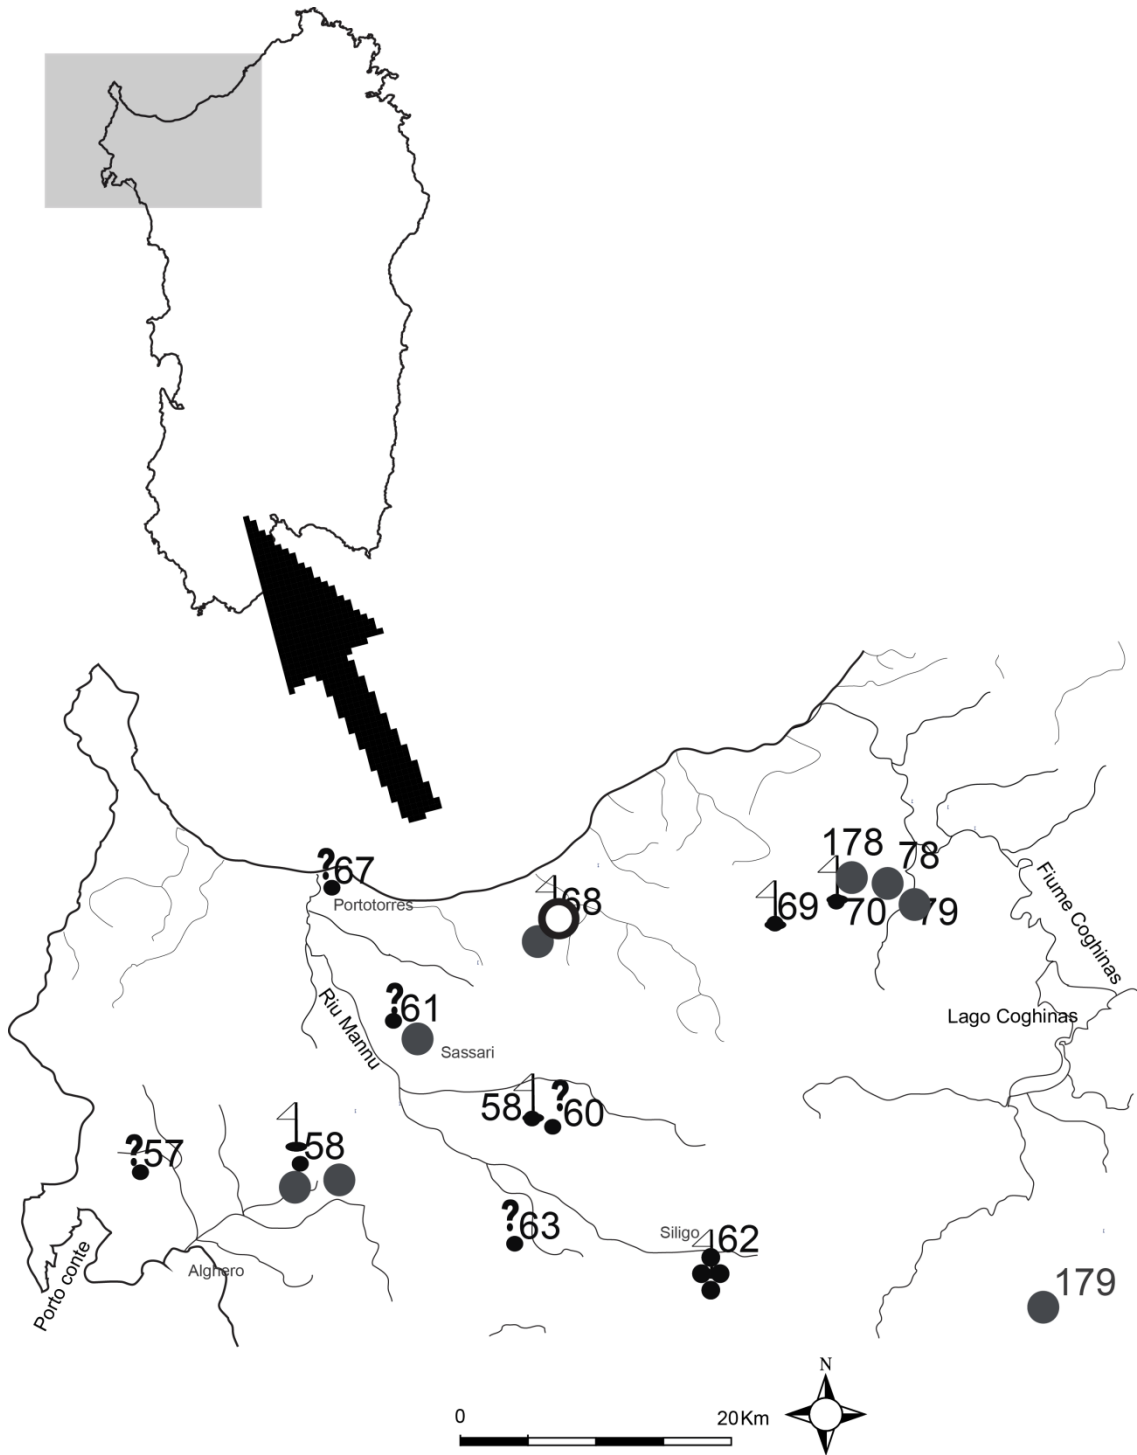 178
78
? 67
68
69
70
79
Portotorres
Fiume Coghinas
? 61
Riu Mannu
Sassari
Lago Coghinas
58
? 60
? 57
58
? 63
Siligo
62
Alghero
Porto conte
179
N
0
20Km